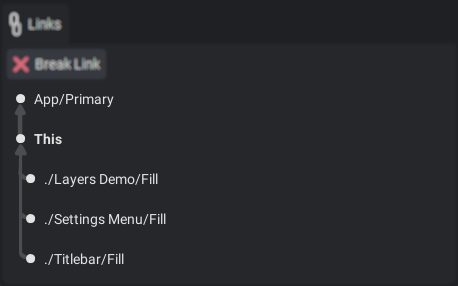 Links
Break Link
App/Primary
This
./Layers Demo/Fill
./Settings Menu/Fill
./Titlebar/Fill